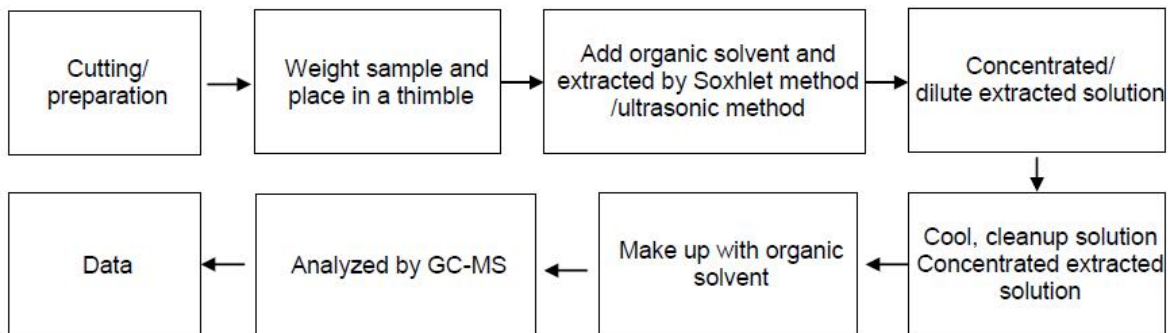 Cutting/
preparation
Weight sample and
place in a thimble
Add organic solvent and
extracted by Soxhlet method
/ultrasonic method
Concentrated/
dilute extracted solution
Cool, cleanup solution
Concentrated extracted
solution
Make up with organic
solvent
Analyzed by GC-MS
Data